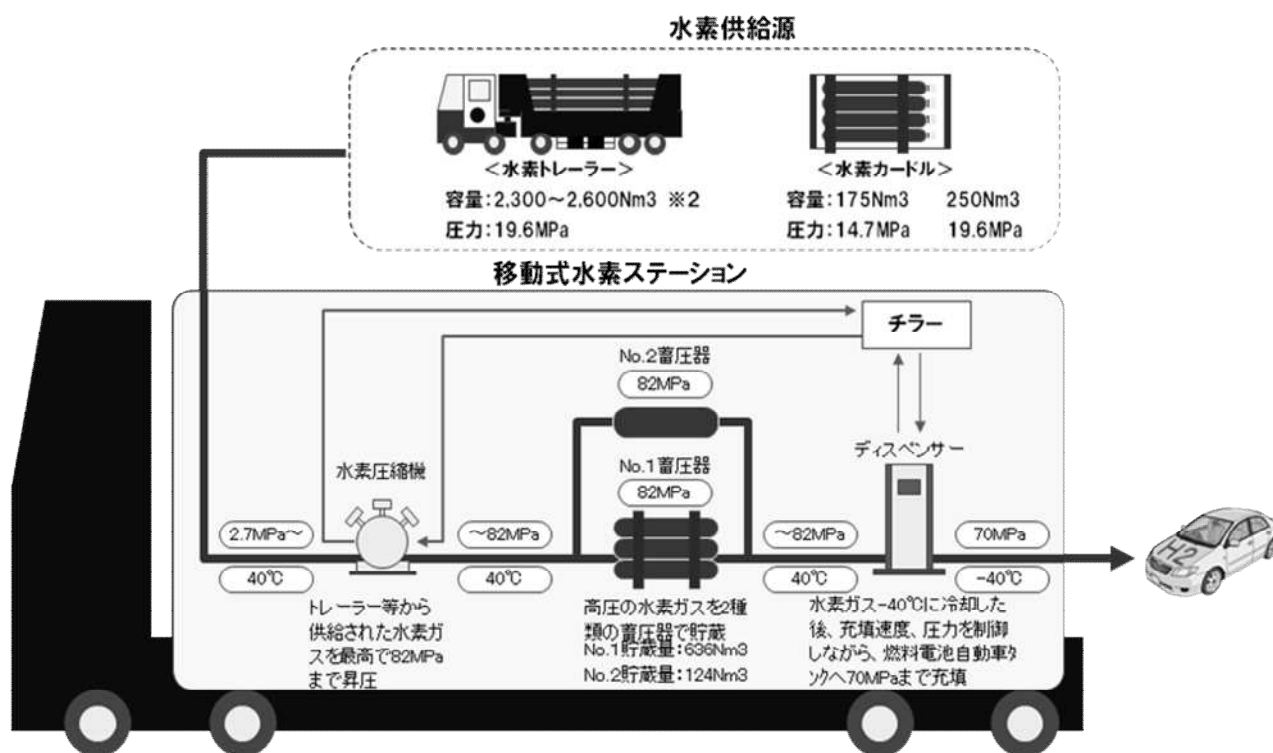 水素供給源
＜水素トレーラー＞
容量：2,300～2,600Nm3 ※2
圧力：19.6MPa
＜水素カードル＞
容量：175Nm3 250Nm3
圧力：14.7MPa 19.6MPa
移動式水素ステーション
チラー
No.2蓄圧器
82MPa
No.1蓄圧器
82MPa
水素圧縮機
ディスペンサー
2.7MPa～
40℃
～82MPa
40℃
～82MPa
40℃
70MPa
-40℃
H2
トレーラー等から
供給された水素ガ
スを最高で82MPa
まで昇圧
高圧の水素ガスを2種
類の蓄圧器で貯蔵
No.1貯蔵量：636Nm3
No.2貯蔵量：124Nm3
水素ガス-40℃に冷却した
後、充填速度、圧力を制御
しながら、燃料電池自動車タ
ンクへ70MPaまで充填